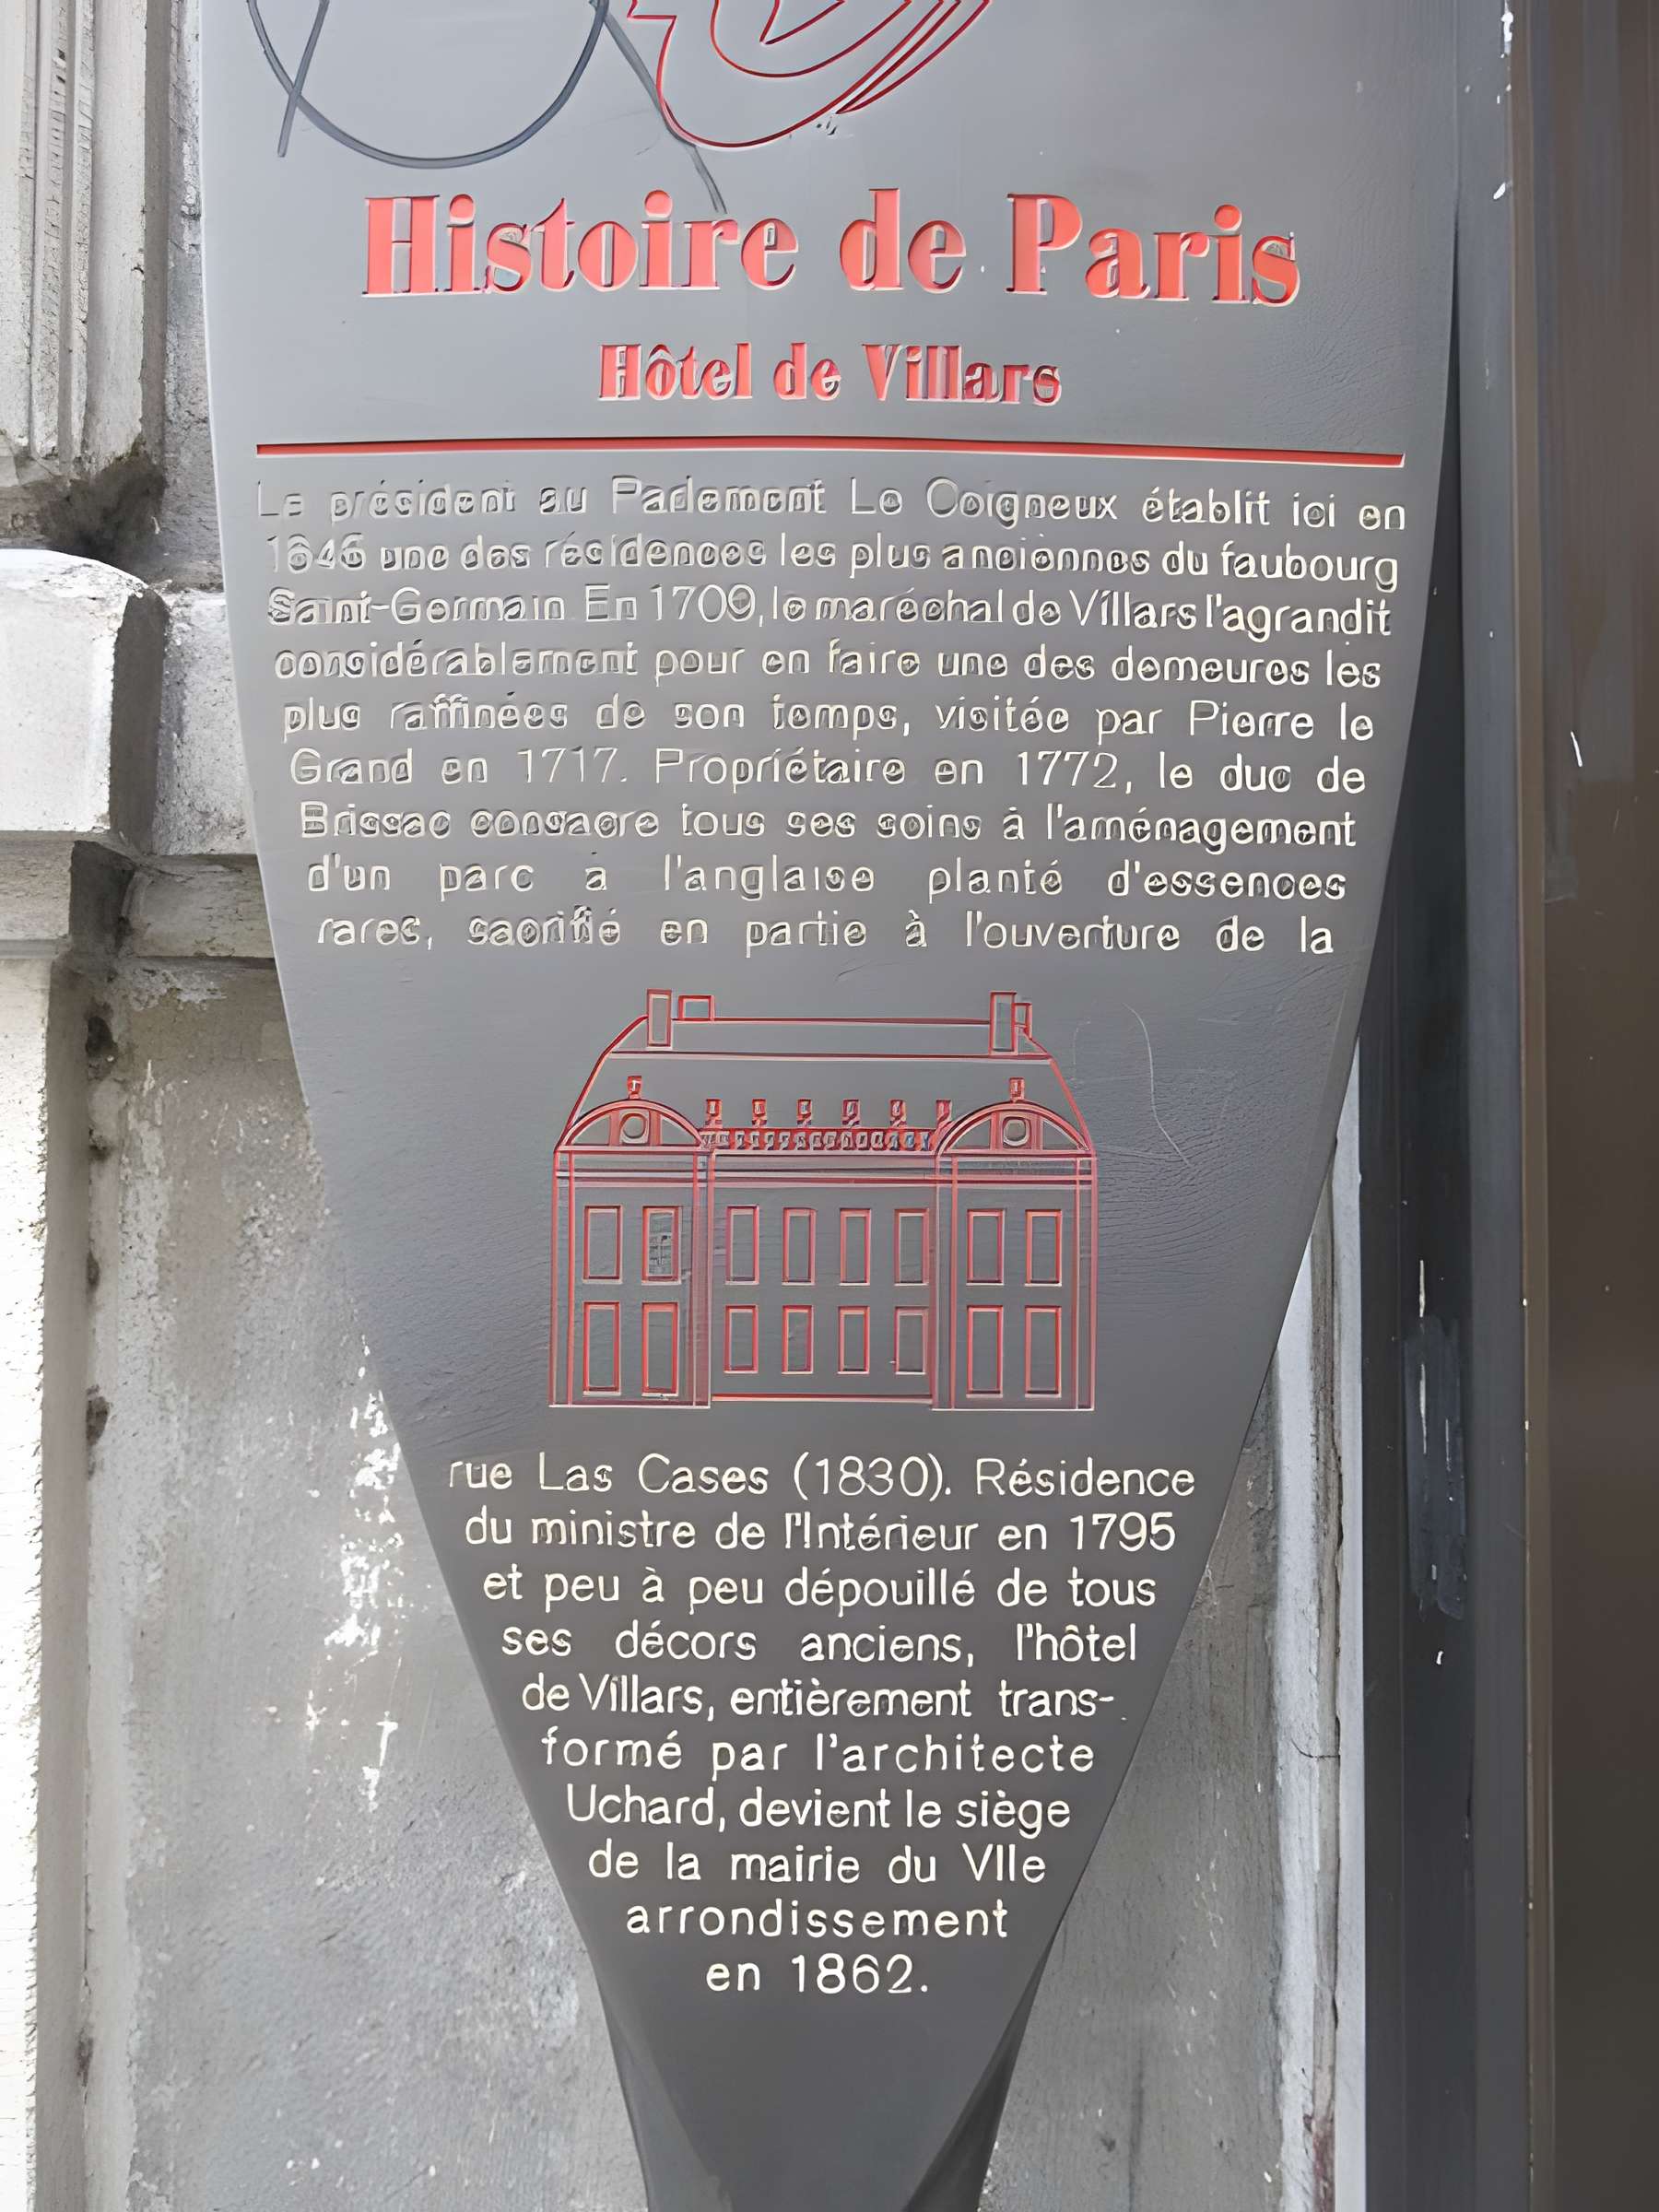 Histoire de Paris
Hôtel de Villars
Le président au Parlement Le Coigneux établit ici en
1646 une des résidences les plus anciennes du faubourg
Saint-Germain. En 1709, le maréchal de Villars l'agrandit
considérablement pour en faire une des demeures les
plus raffinées de son temps, visitée par Pierre le
Grand en 1717. Propriétaire en 1772, le duc de
Brissac consacre tous ses soins à l'aménagement
d'un parc à l'anglaise planté d'essences
rares, sacrifié en partie à l'ouverture de la
rue Las Cases (1830). Résidence
du ministre de l'Intérieur en 1795
et peu à peu dépouillé de tous
ses décors anciens, l'hôtel
de Villars, entièrement trans-
formé par l'architecte
Uchard, devient le siège
de la mairie du VIIe
arrondissement
en 1862.